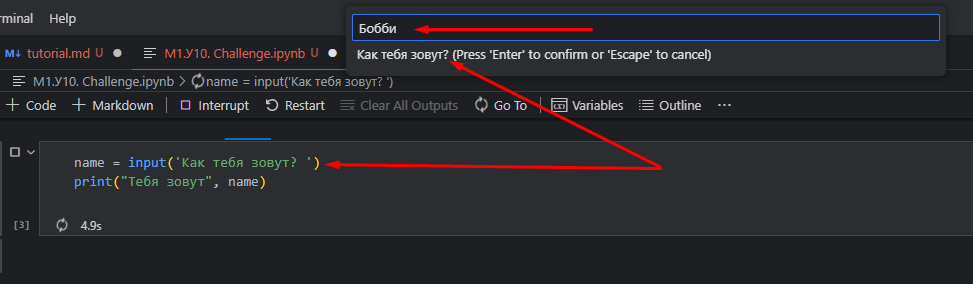 rminal Help
Бобби
Как тебя зовут? (Press 'Enter' to confirm or 'Escape' to cancel)
tutorial.md U M1.У10. Challenge.ipynb U
M1.У10. Challenge.ipynb > name = input('Как тебя зовут? ')
+ Code + Markdown Interrupt Restart Clear All Outputs Go To Variables Outline ...
name = input('Как тебя зовут? ')
print("Тебя зовут", name)
[3] 4.9s